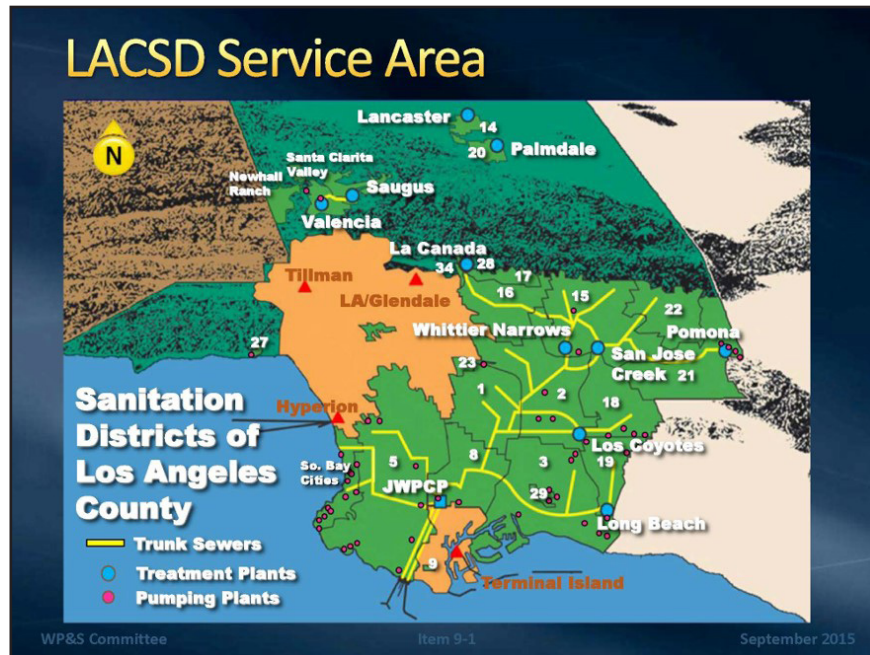 LACSD Service Area
N
Lancaster
14
20
Palmdale
Santa Clarita
Valley
Newhall
Ranch
Saugus
Valencia
La Canada
34
28
17
Tillman
LA/Glendale
16
15
22
Whittier Narrows
Pomona
27
23
San Jose
Creek
21
1
2
18
Hyperion
Sanitation
Districts of
Los Angeles
County
Los Coyotes
So. Bay
Cities
5
8
3
19
JWPCP
29
Long Beach
9
Terminal Island
Trunk Sewers
Treatment Plants
Pumping Plants
WP&S Committee
Item 9-1
September 2015